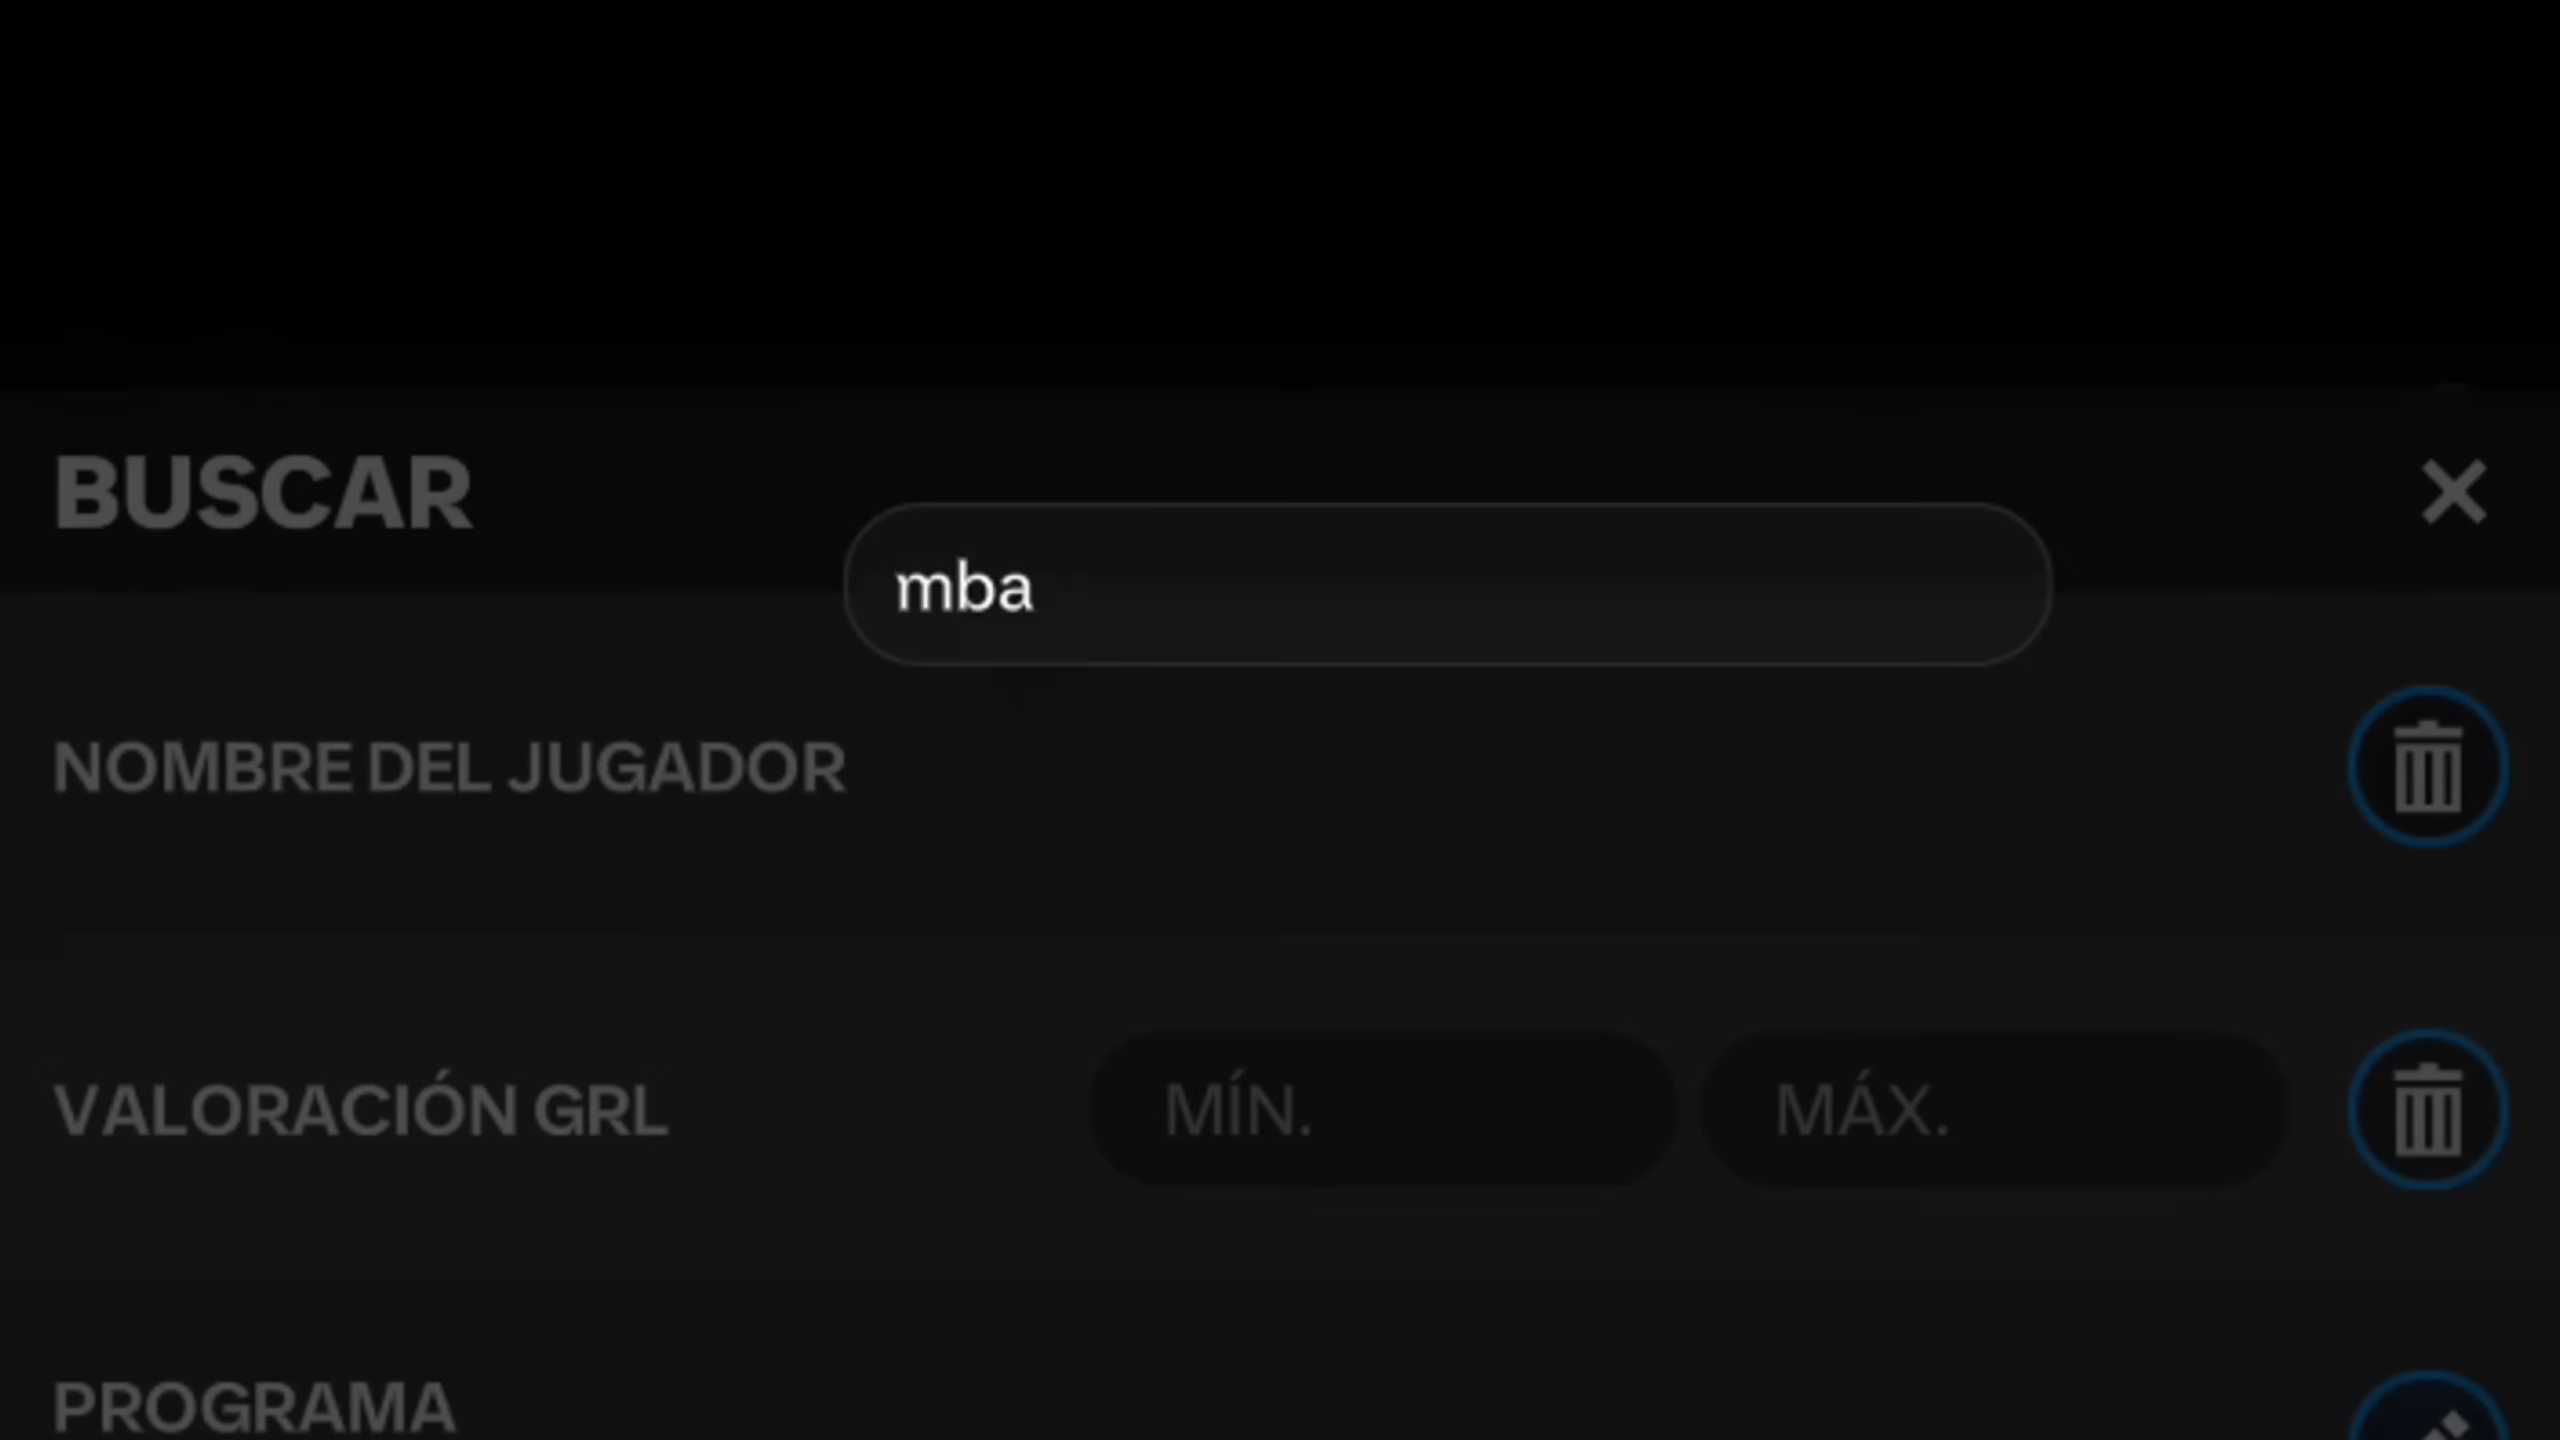 BUSCAR
mba
NOMBRE DEL JUGADOR
VALORACIÓN GRL MÍN. MÁX.
PROGRAMA